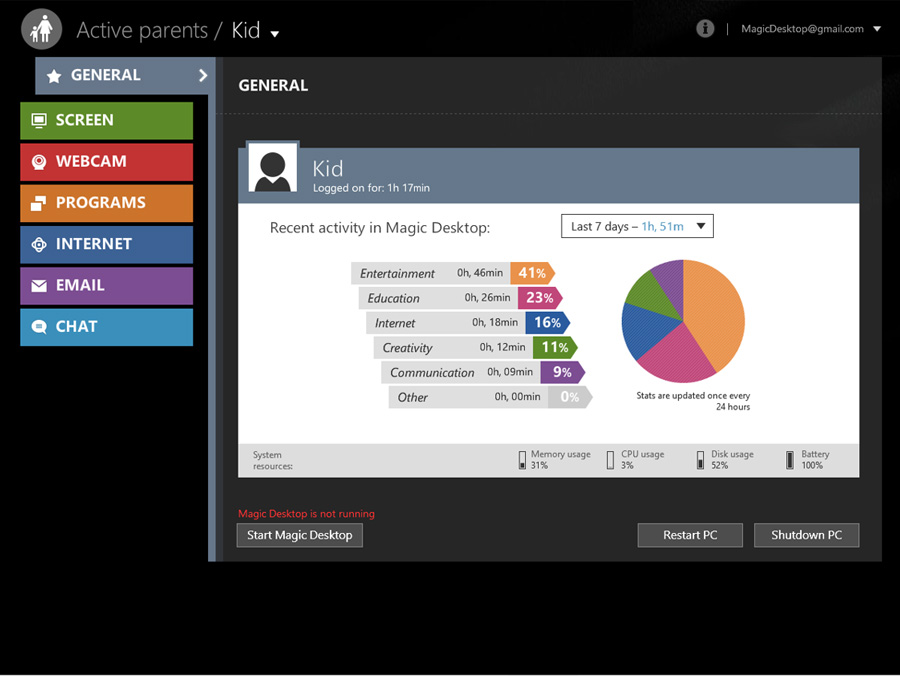 Active parents / Kid
MagicDesktop@gmail.com
GENERAL
SCREEN
WEBCAM
PROGRAMS
INTERNET
EMAIL
CHAT
GENERAL
Kid
Logged on for: 1h 17min
Recent activity in Magic Desktop:
Last 7 days – 1h, 51m
Entertainment 0h, 46min 41%
Education 0h, 26min 23%
Internet 0h, 18min 16%
Creativity 0h, 12min 11%
Communication 0h, 09min 9%
Other 0h, 00min 0%
Stats are updated once every
24 hours
System
resources:
Memory usage
31%
CPU usage
3%
Disk usage
52%
Battery
100%
Magic Desktop is not running
Start Magic Desktop
Restart PC
Shutdown PC